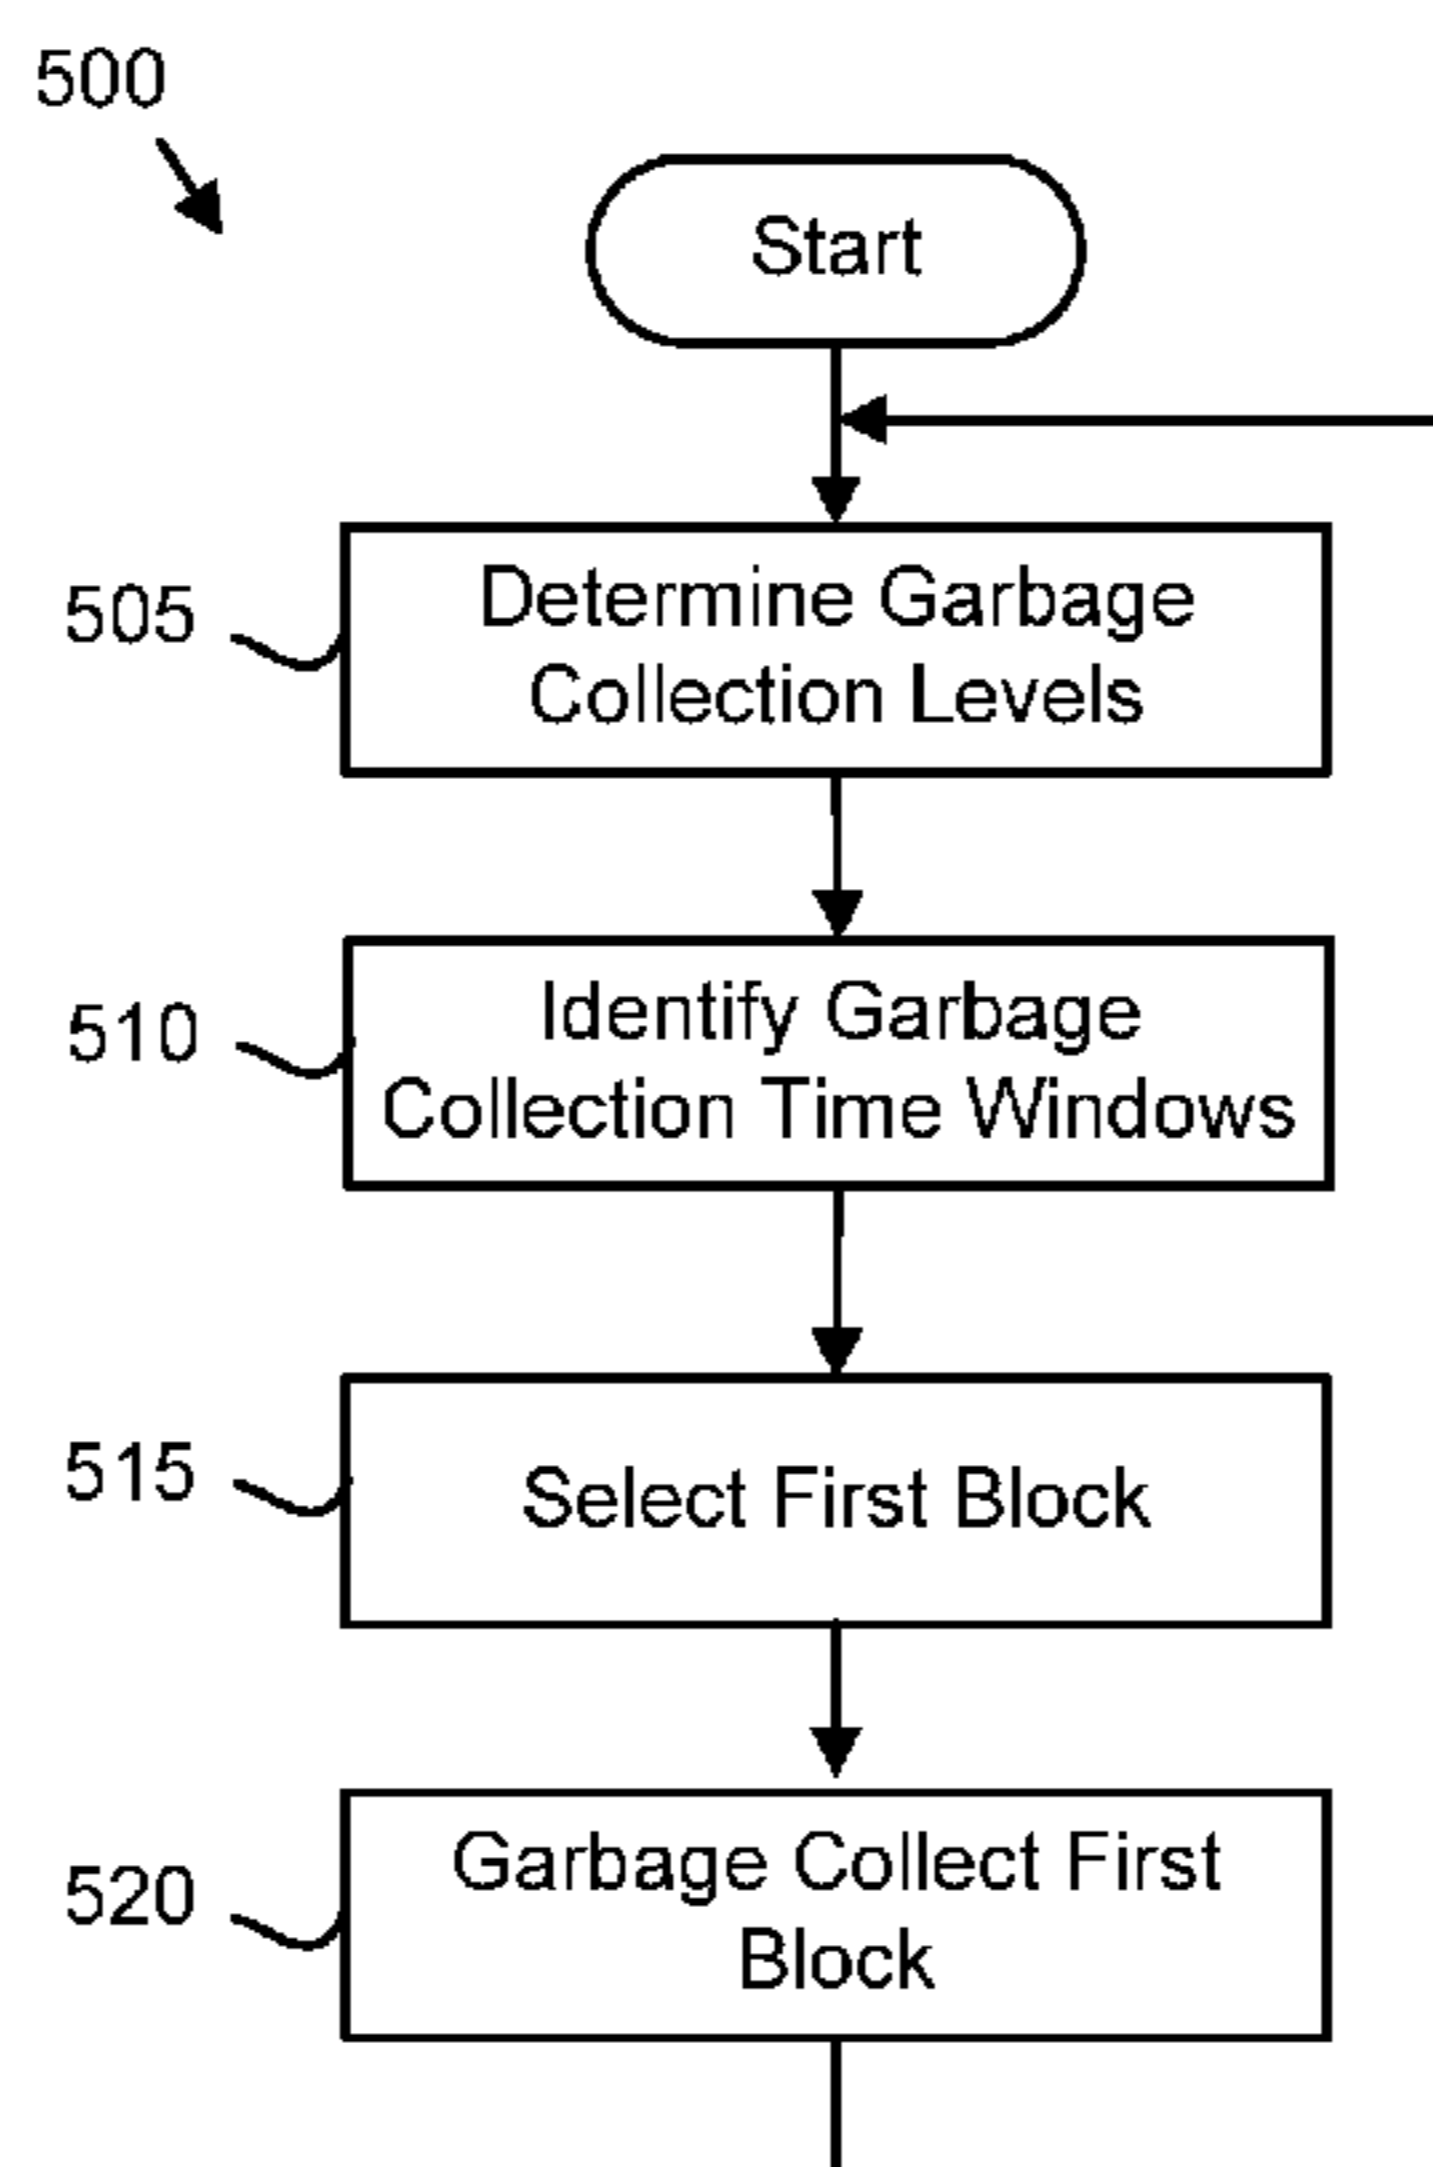 500
Start
505
Determine Garbage
Collection Levels
510
Identify Garbage
Collection Time Windows
515
Select First Block
520
Garbage Collect First
Block